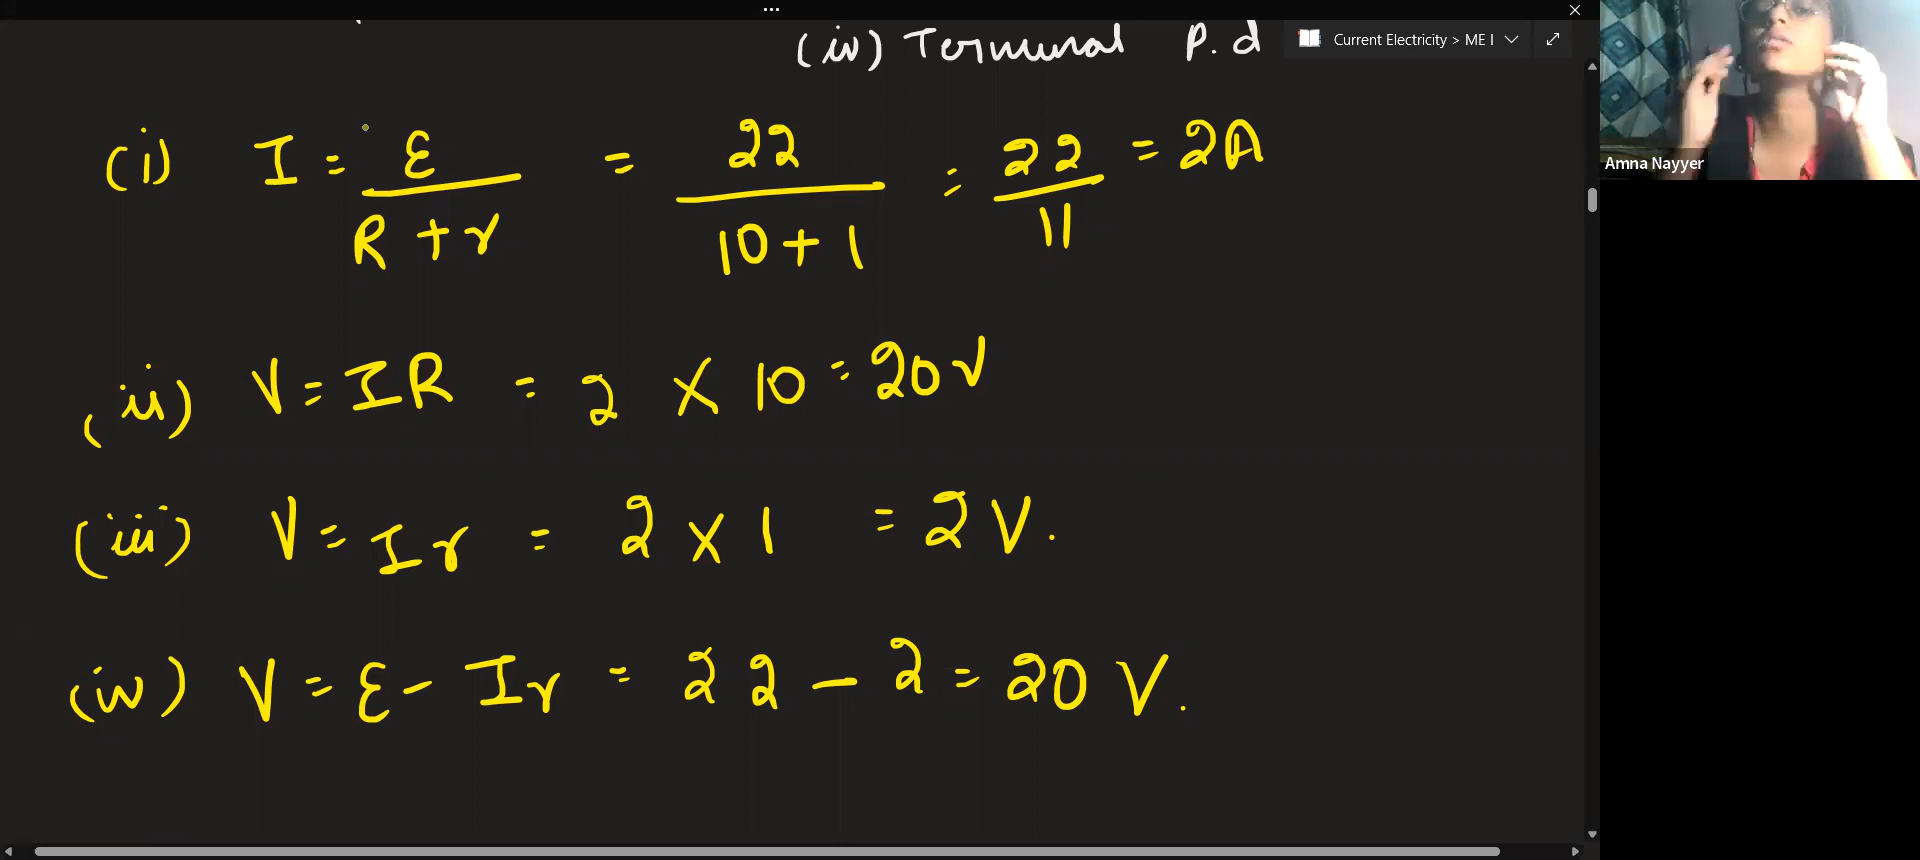 (iv) Terminal P.d
Current Electricity > ME I
Amna Nayyer
(i) I = ε / R + r = 22 / 10 + 1 = 22 / 11 = 2A
(ii) V = IR = 2 × 10 = 20V
(iii) V = Ir = 2 × 1 = 2V.
(iv) V = ε - Ir = 22 - 2 = 20 V.